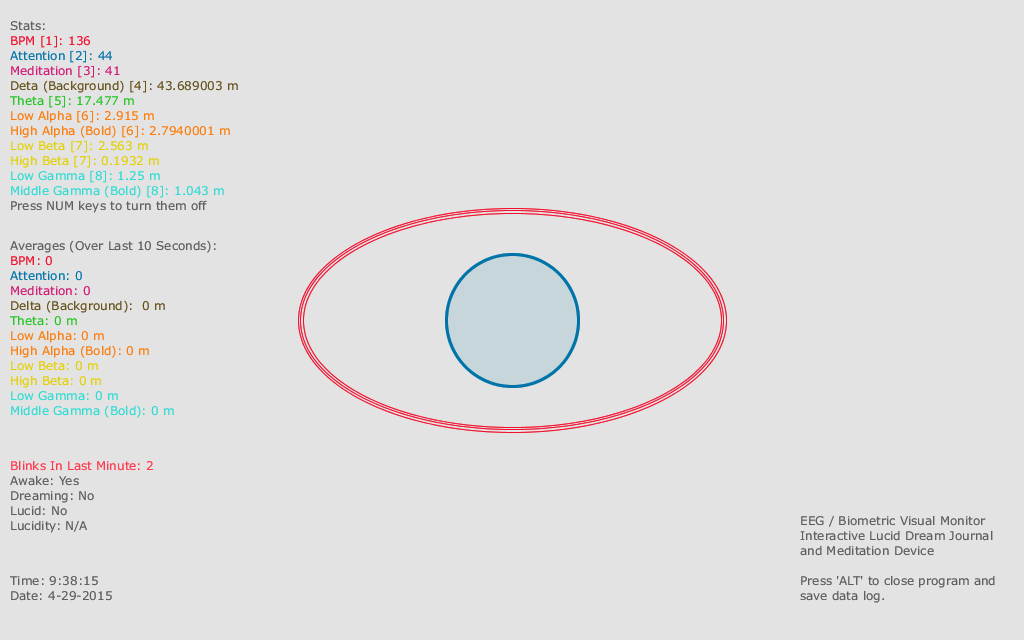 Stats:
BPM [1]: 136
Attention [2]: 44
Meditation [3]: 41
Deta (Background) [4]: 43.689003 m
Theta [5]: 17.477 m
Low Alpha [6]: 2.915 m
High Alpha (Bold) [6]: 2.7940001 m
Low Beta [7]: 2.563 m
High Beta [7]: 0.1932 m
Low Gamma [8]: 1.25 m
Middle Gamma (Bold) [8]: 1.043 m
Press NUM keys to turn them off
Averages (Over Last 10 Seconds):
BPM: 0
Attention: 0
Meditation: 0
Delta (Background):  0 m
Theta: 0 m
Low Alpha: 0 m
High Alpha (Bold): 0 m
Low Beta: 0 m
High Beta: 0 m
Low Gamma: 0 m
Middle Gamma (Bold): 0 m
Blinks In Last Minute: 2
Awake: Yes
Dreaming: No
Lucid: No
Lucidity: N/A
Time: 9:38:15
Date: 4-29-2015
EEG / Biometric Visual Monitor
Interactive Lucid Dream Journal
and Meditation Device
Press 'ALT' to close program and
save data log.